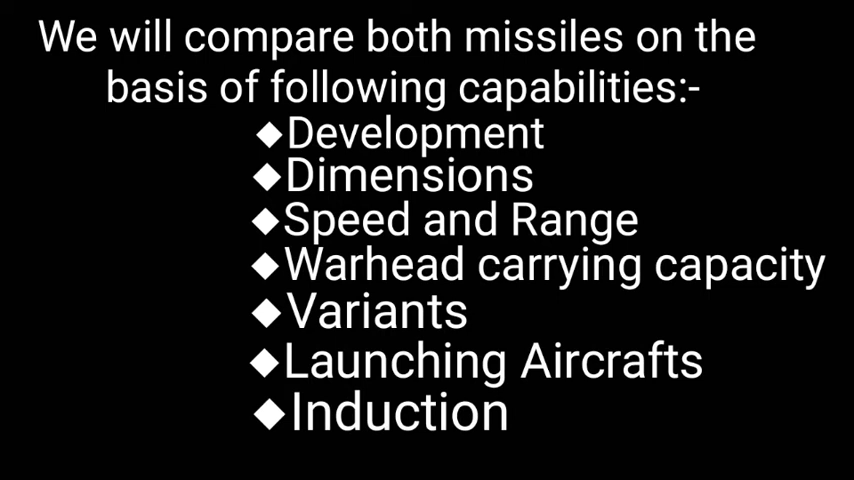 We will compare both missiles on the
basis of following capabilities:-
◆Development
◆Dimensions
◆Speed and Range
◆Warhead carrying capacity
◆Variants
◆Launching Aircrafts
◆Induction